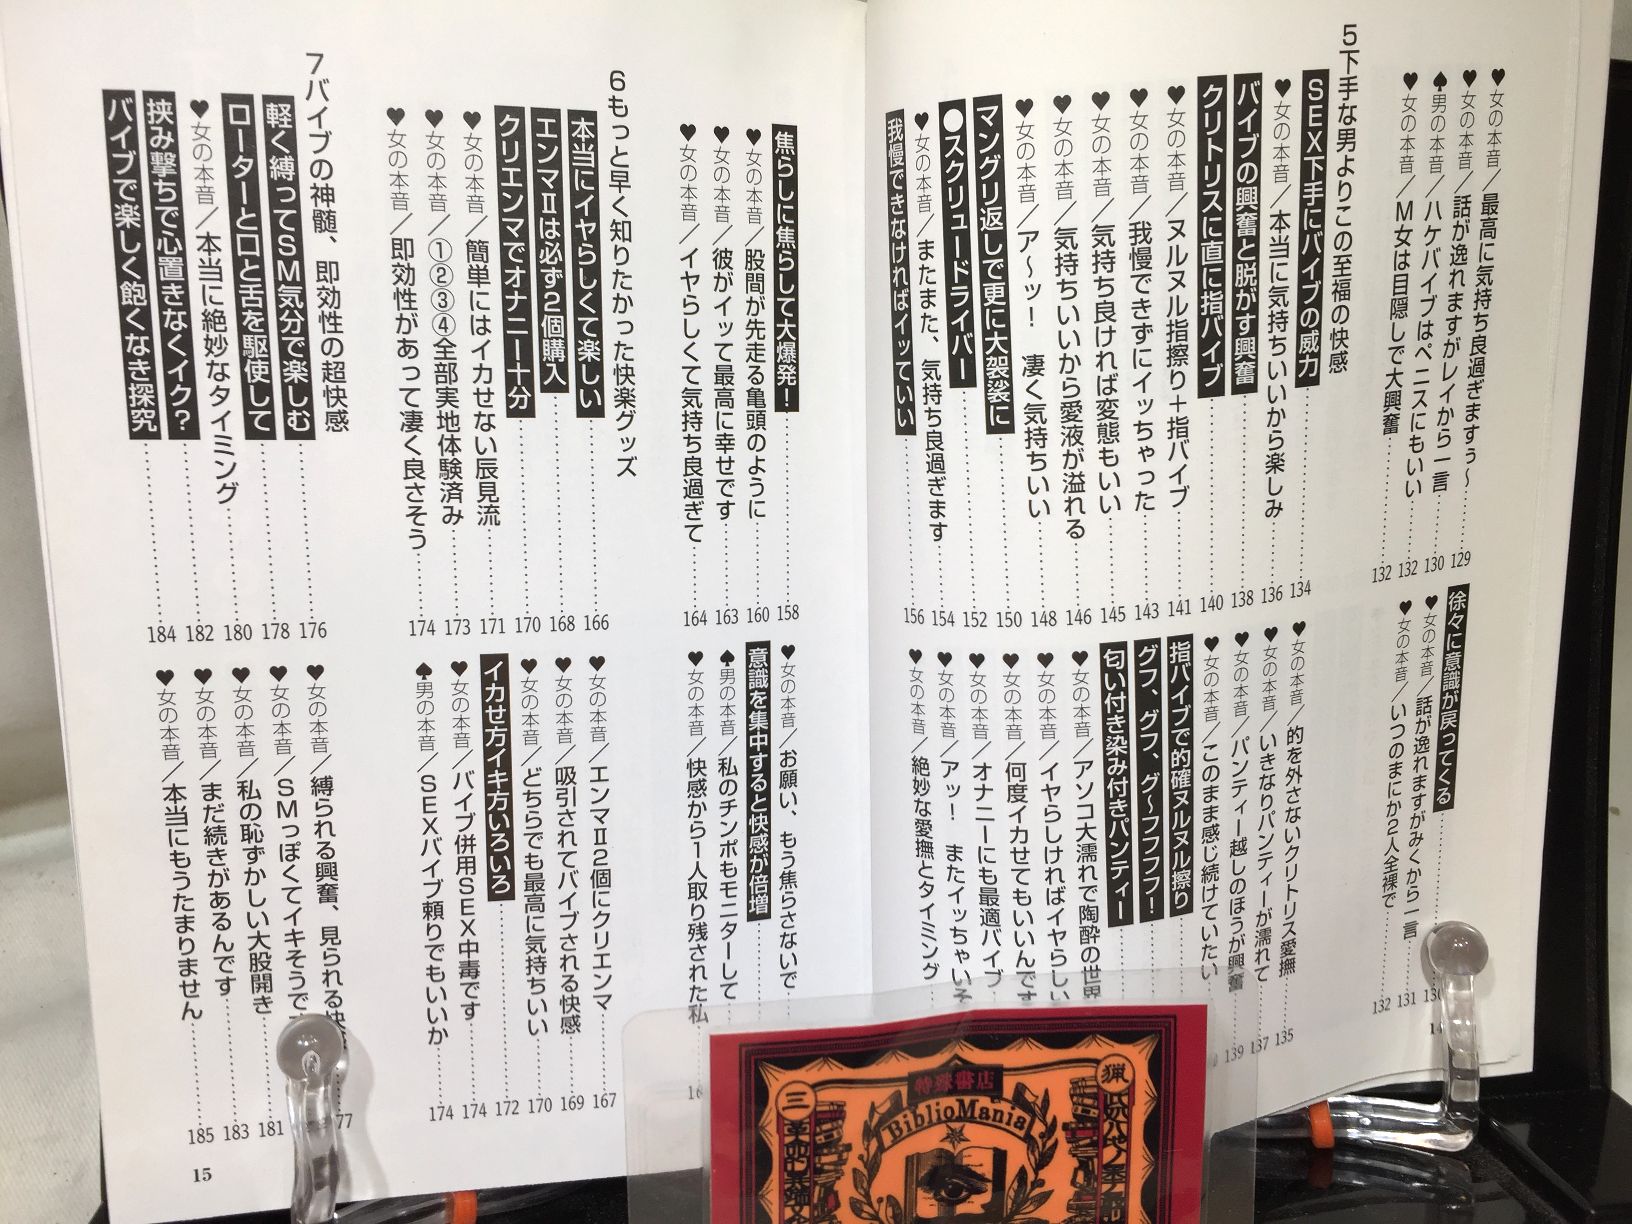 ♥女の本音／最高に気持ち良過ぎますぅ〜 129
♥女の本音／話が逸れますがレイから一言 130
♠男の本音／ハケバイブはペニスにもいい 132
♥女の本音／M女は目隠しで大興奮 132
徐々に意識が戻ってくる 130
♥女の本音／話が逸れますがみくから一言 131
♥女の本音／いつのまにか2人全裸で 132
14
5下手な男よりこの至福の快感
SEX下手にバイブの威力 134
♥女の本音／本当に気持ちいいから楽しみ 136
バイブの興奮と脱がす興奮 138
クリトリスに直に指バイブ 140
♥女の本音／ヌルヌル指擦り＋指バイブ 141
♥女の本音／我慢できずにイッちゃった 143
♥女の本音／気持ち良ければ変態もいい 145
♥女の本音／気持ちいいから愛液が溢れる 146
♥女の本音／ア〜ッ！　凄く気持ちいい 148
マングリ返しで更に大袈裟に 150
●スクリュードライバー 152
♥女の本音／またまた、気持ち良過ぎます 154
我慢できなければイッていい 156
♥女の本音／的を外さないクリトリス愛撫 135
♥女の本音／いきなりパンティーが濡れて 137
♥女の本音／パンティー越しのほうが興奮 139
♥女の本音／このまま感じ続けていたい
指バイブで的確ヌルヌル擦り
グフ、グフ、グ〜フフフフ！
匂い付き染み付きパンティー
♥女の本音／アソコ大濡れで陶酔の世界
♥女の本音／イヤらしければイヤらしい
♥女の本音／何度イカせてもいいんです
♥女の本音／オナニーにも最適バイブ
♥女の本音／アッ！　またイッちゃいそ
♥女の本音／絶妙な愛撫とタイミング
焦らしに焦らして大爆発！ 158
♥女の本音／股間が先走る亀頭のように 160
♥女の本音／彼がイッて最高に幸せです 163
♥女の本音／イヤらしくて気持ち良過ぎて 164
♥女の本音／お願い、もう焦らさないで
意識を集中すると快感が倍増
♠男の本音／私のチンポもモニターして
♥女の本音／快感から1人取り残された私
6もっと早く知りたかった快楽グッズ
本当にイヤらしくて楽しい 166
エンマⅡは必ず2個購入 168
クリエンマでオナニー十分 170
♥女の本音／簡単にはイカせない辰見流 171
♥女の本音／①②③④全部実地体験済み 173
♥女の本音／即効性があって凄く良さそう 174
♥女の本音／エンマⅡ2個にクリエンマ 167
♥女の本音／吸引されてバイブされる快感 169
♥女の本音／どちらでも最高に気持ちいい 170
イカせ方イキ方いろいろ 172
♥女の本音／バイブ併用SEX中毒です 174
♠男の本音／SEXバイブ頼りでもいいか 174
7バイブの神髄、即効性の超快感
軽く縛ってSM気分で楽しむ 176
ローターと口と舌を駆使して 178
♥女の本音／本当に絶妙なタイミング 180
挟み撃ちで心置きなくイク？ 182
バイブで楽しく飽くなき探究 184
♥女の本音／縛られる興奮、見られる快 77
♥女の本音／SMっぽくてイキそうで
♥女の本音／私の恥ずかしい大股開き 181
♥女の本音／まだ続きがあるんです 183
♥女の本音／本当にもうたまりません 185
15
特殊書店
BiblioMania
猟
三